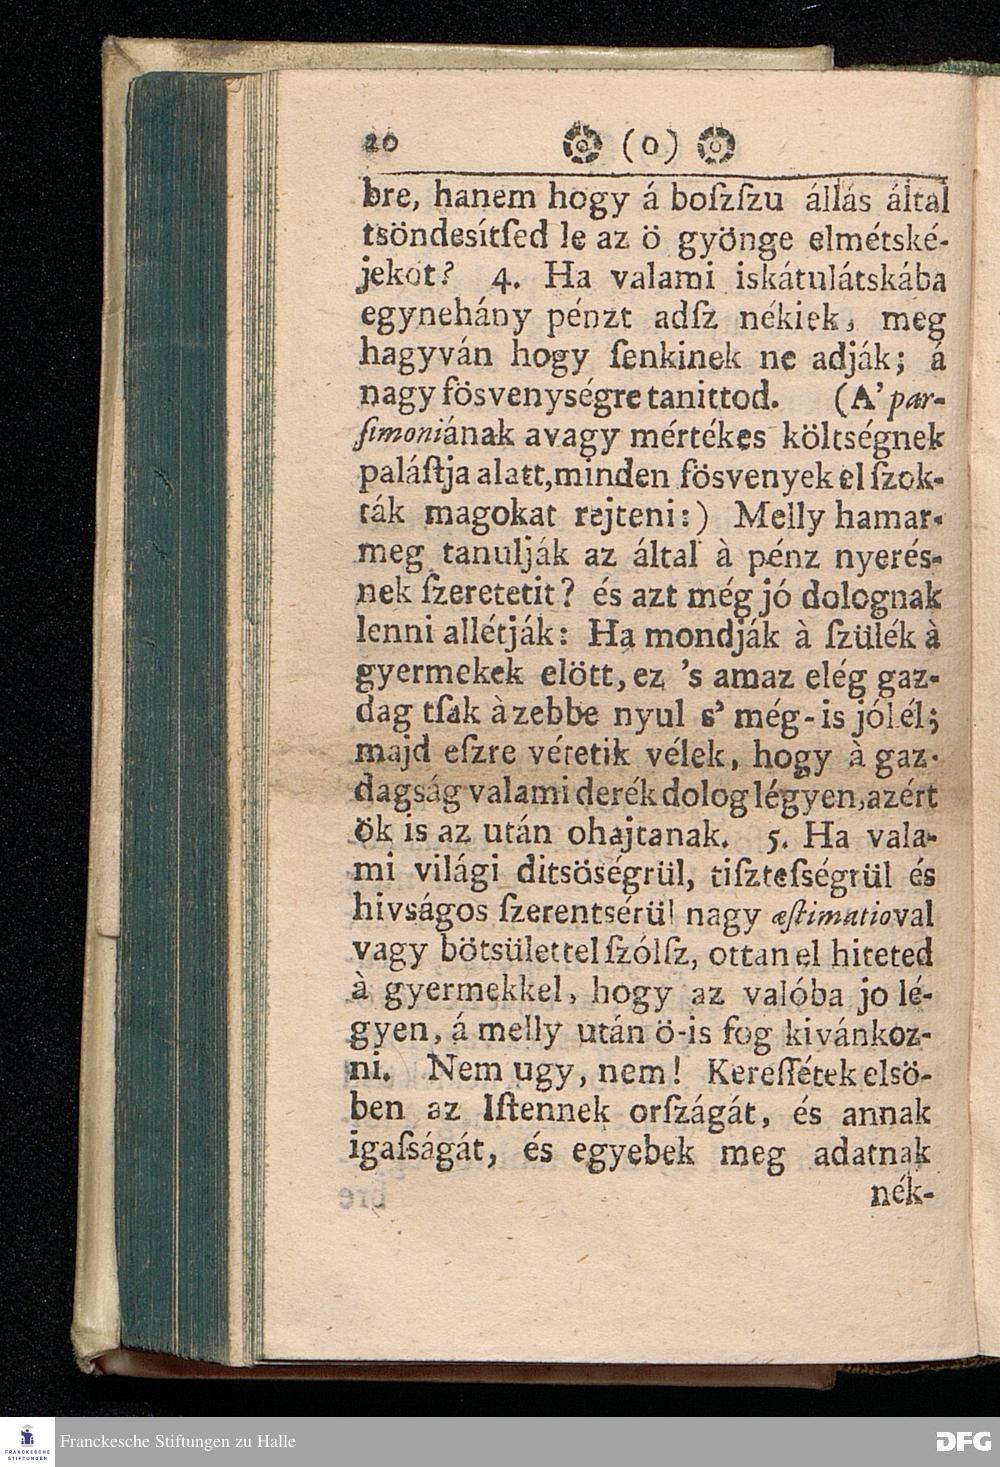 20 (0)
bre, hanem hogy á boſzſzu állás által
tsöndesítſed le az ö gyönge elmétské-
jekot? 4. Ha valami iskátulátskába
egynehány pénzt adſz nékiek, meg
hagyván hogy ſenkinek ne adják; á
nagy fösvenységre tanittod. (A' par-
ſimoniának avagy mértékes költségnek
paláſtja alatt, minden fösvenyek el ſzok-
ták magokat rejteni:) Melly hamar-
meg tanulják az által à pénz nyerés-
nek ſzeretetit? és azt még jó dolognak
lenni allétják: Ha mondják à ſzülék à
gyermekek elött, ez 's amaz elég gaz-
dag tſak àzebbe nyul s' még-is jól él;
majd eſzre vétetik vélek, hogy à gaz-
dagság valami derék dolog légyen, azért
ök is az után ohajtanak. 5. Ha vala-
mi világi ditsöségrül, tiſzteſségrül és
hivságos ſzerentsérül nagy æſtimatioval
vagy bötsülettel ſzólſz, ottan el hiteted
à gyermekkel, hogy az valóba jo lé-
gyen, á melly után ö-is fog kivánkoz-
ni. Nem ugy, nem! Kereſſétek elsö-
ben az Iſtennek orſzágát, és annak
igaſságát, és egyebek meg adatnak
nék-
FRANCKESCHE
STIFTUNGEN
Franckesche Stiftungen zu Halle
DFG